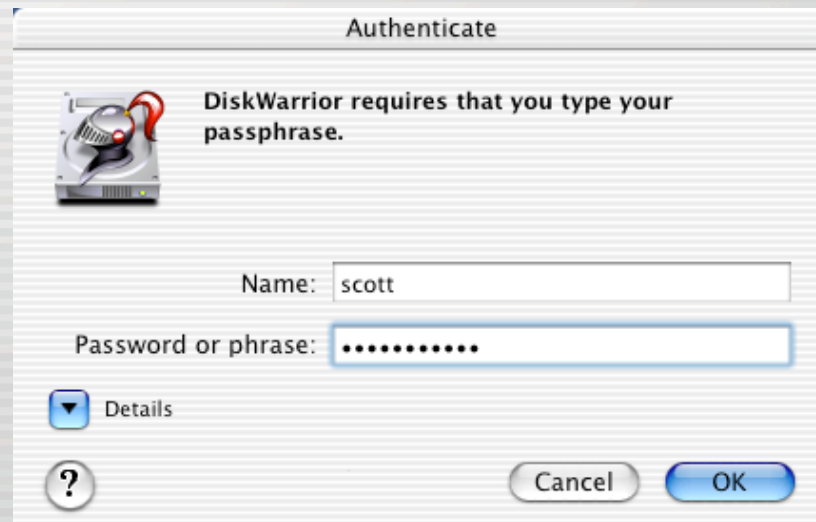 Authenticate
DiskWarrior requires that you type your
passphrase.
Name: scott
Password or phrase: •••••••••••
Details
?
Cancel
OK